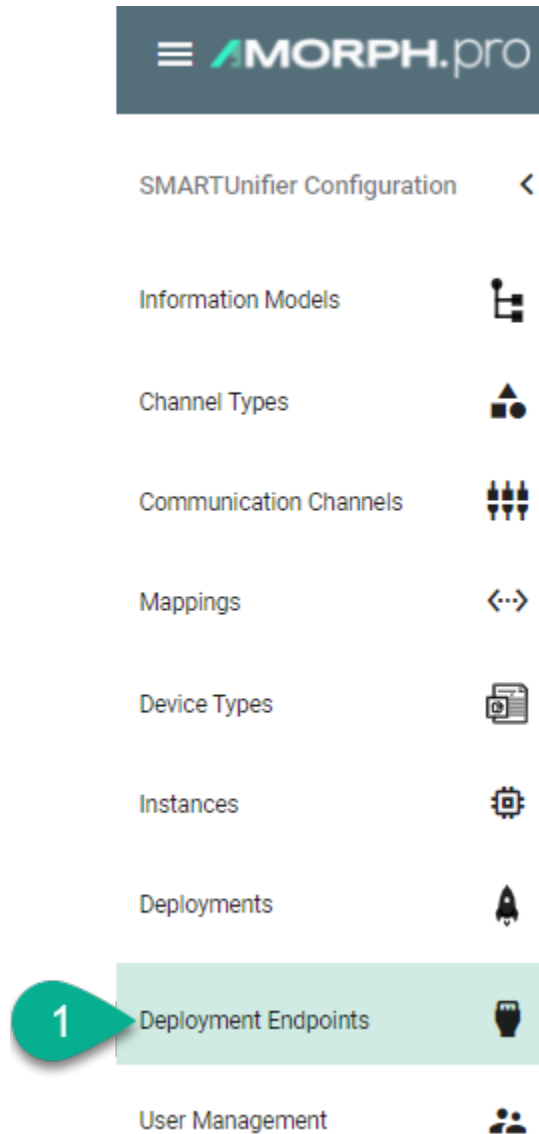 AMORPH.pro
SMARTUnifier Configuration
Information Models
Channel Types
Communication Channels
Mappings
Device Types
Instances
Deployments
1 Deployment Endpoints
User Management